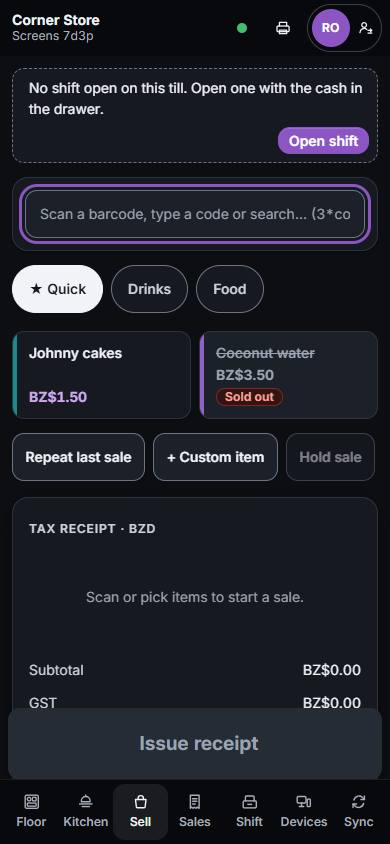 Corner Store
Screens 7d3p
RO
No shift open on this till. Open one with the cash in
the drawer.
Open shift
Scan a barcode, type a code or search... (3*co
★ Quick
Drinks
Food
Johnny cakes
BZ$1.50
Coconut water
BZ$3.50
Sold out
Repeat last sale
+ Custom item
Hold sale
TAX RECEIPT · BZD
Scan or pick items to start a sale.
Subtotal BZ$0.00
GST BZ$0.00
Issue receipt
Floor
Kitchen
Sell
Sales
Shift
Devices
Sync